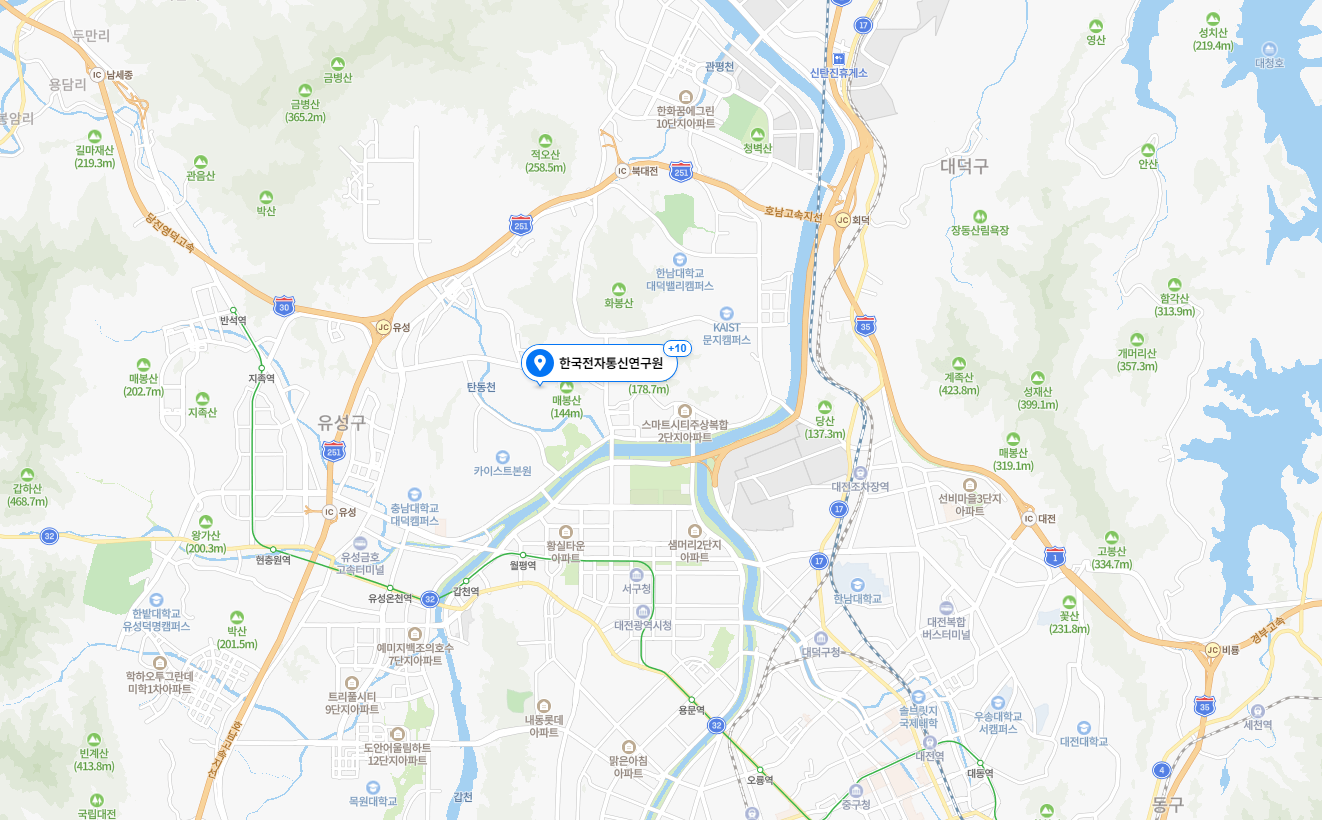 두만리
17
영산
성치산
(219.4m)
대청호
IC 남세종
금병산
관평천
신탄진휴게소
용담리
금병산
(365.2m)
한화꿈에그린
10단지아파트
봉암리
길마재산
(219.3m)
적오산
(258.5m)
청벽산
안산
관음산
IC 북대전
251
대덕구
박산
당진영덕고속
251
호남고속지선
JC 회덕
장동산림욕장
한남대학교
대덕밸리캠퍼스
화봉산
함각산
(313.9m)
30
반석역
JC 유성
KAIST
문지캠퍼스
35
+10
한국전자통신연구원
개머리산
(357.3m)
매봉산
(202.7m)
지족역
탄동천
매봉산
(144m)
(178.7m)
계족산
(423.8m)
성재산
(399.1m)
지족산
유성구
스마트시티주상복합
2단지아파트
당산
(137.3m)
251
카이스트본원
매봉산
(319.1m)
갑하산
(468.7m)
대전조차장역
선비마을3단지
아파트
충남대학교
대덕캠퍼스
IC 유성
17
IC 대전
왕가산
(200.3m)
32
유성금호
고속터미널
황실타운
아파트
샘머리2단지
아파트
고봉산
(334.7m)
현충원역
월평역
17
1
서구청
유성온천역
32
갑천역
한남대학교
한밭대학교
유성덕명캠퍼스
대전광역시청
대전복합
버스터미널
꽃산
(231.8m)
박산
(201.5m)
예미지백조의호수
7단지아파트
대덕구청
경부고속
JC 비룡
학하오투그란데
미학1차아파트
트리풀시티
9단지아파트
용문역
솔브릿지
국제대학
우송대학교
서캠퍼스
35
세천역
호남고속지선
내동롯데
아파트
32
대전대학교
빈계산
(413.8m)
도안어울림하트
12단지아파트
맑은아침
아파트
대전역
오룡역
대동역
4
목원대학교
갑천
중구청
동구
국립대전